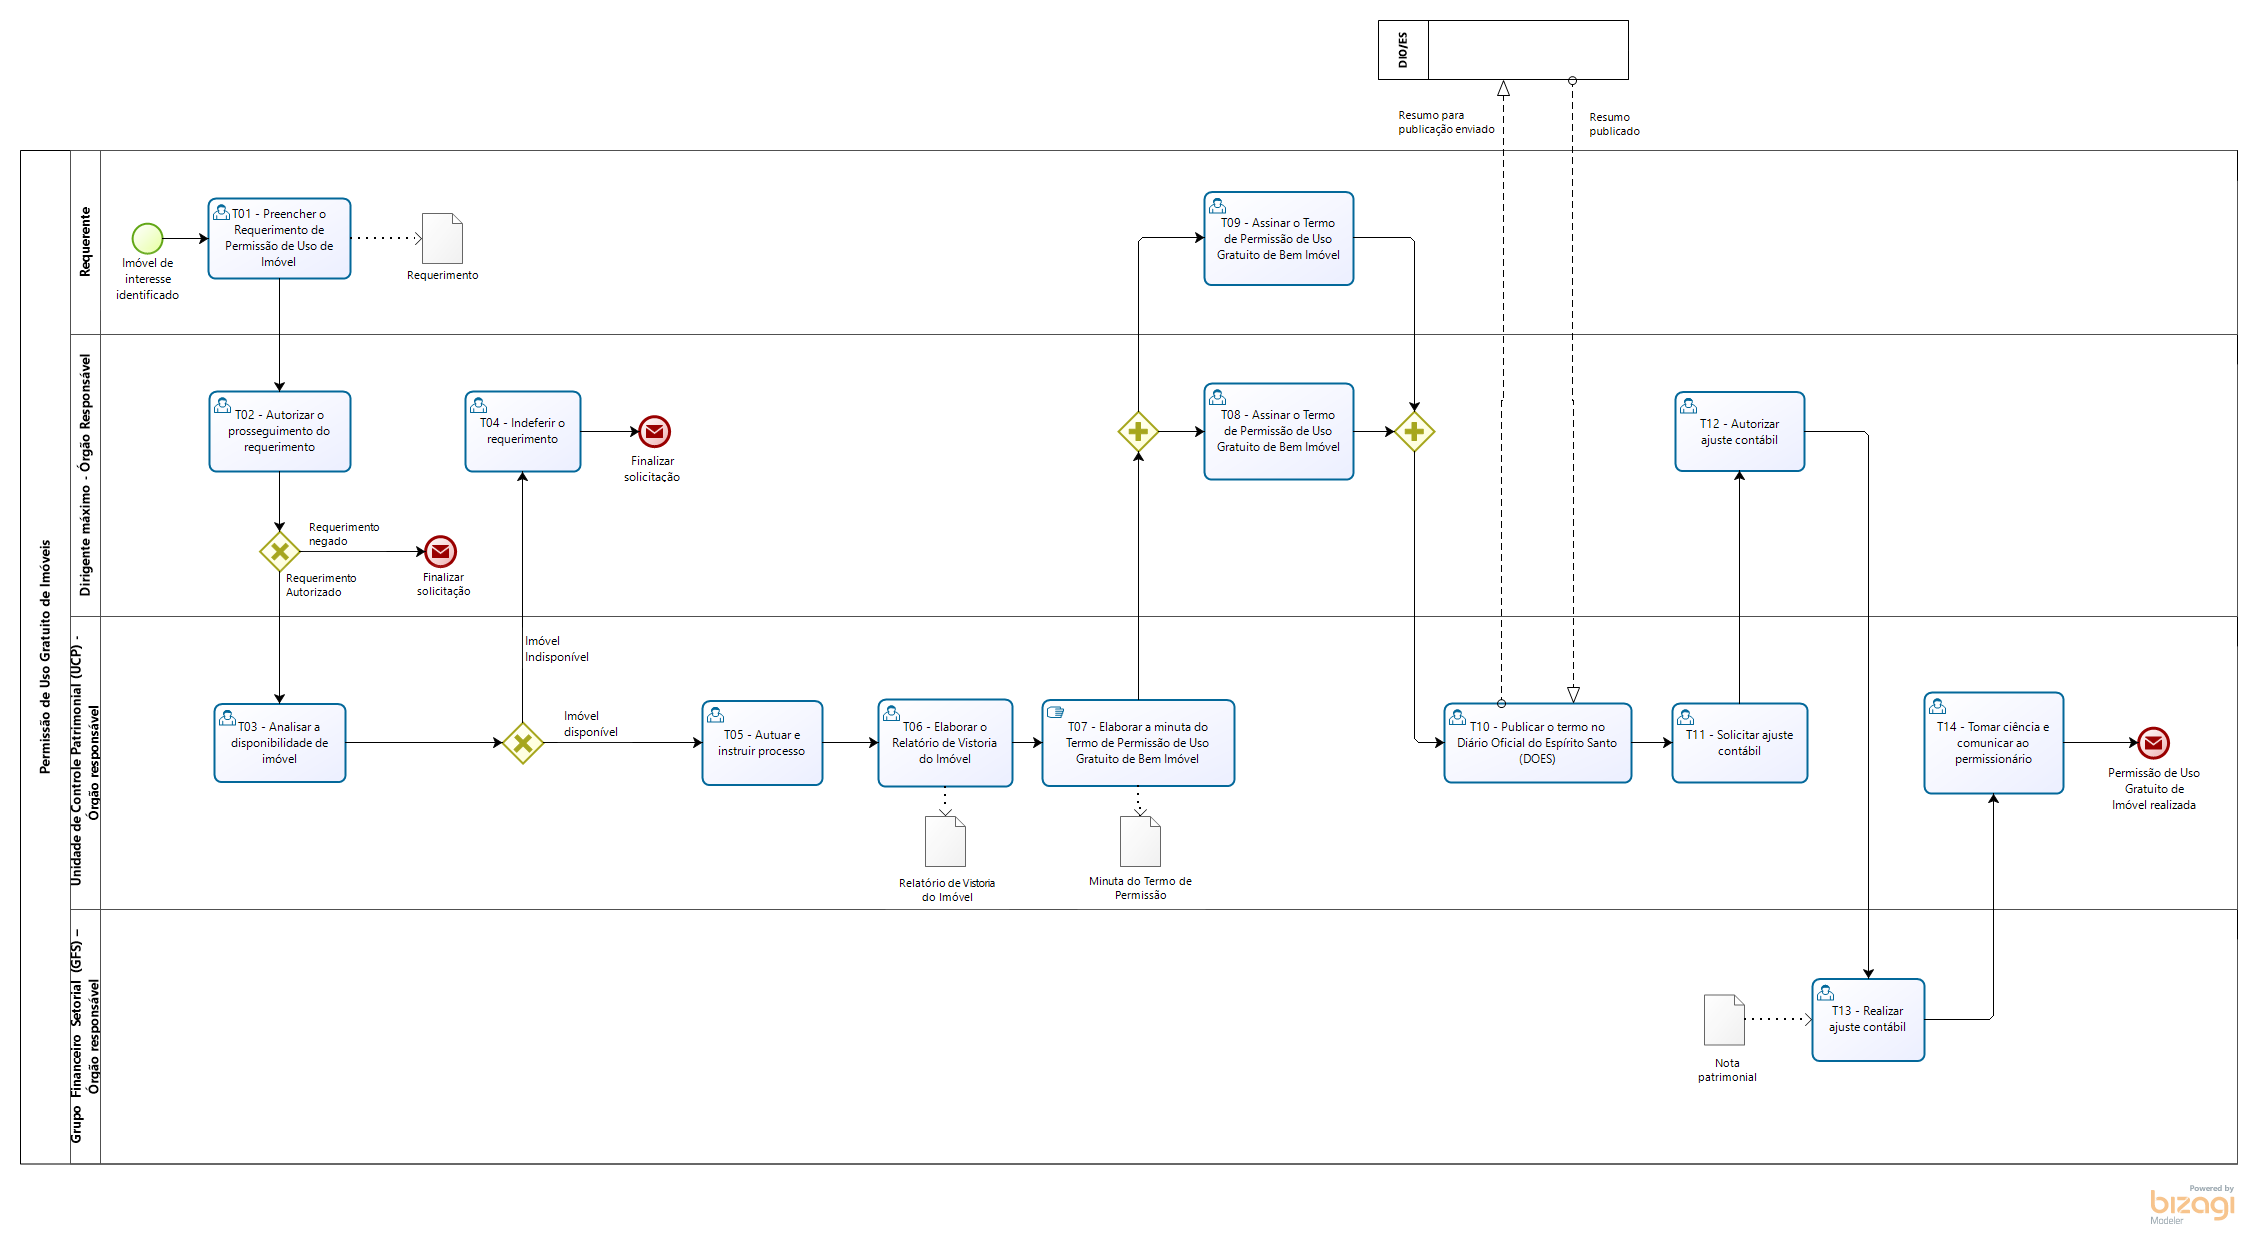 DIO/ES
Resumo para
publicação enviado
Resumo
publicado
Permissão de Uso Gratuito de Imóveis
Requerente
Imóvel de
interesse
identificado
T01 - Preencher o
Requerimento de
Permissão de Uso de
Imóvel
Requerimento
T09 - Assinar o Termo
de Permissão de Uso
Gratuito de Bem Imóvel
Dirigente máximo - Órgão Responsável
T02 - Autorizar o
prosseguimento do
requerimento
Requerimento
negado
Finalizar
solicitação
Requerimento
Autorizado
T04 - Indeferir o
requerimento
Finalizar
solicitação
T08 - Assinar o Termo
de Permissão de Uso
Gratuito de Bem Imóvel
T12 - Autorizar
ajuste contábil
Unidade de Controle Patrimonial (UCP) -
Órgão responsável
T03 - Analisar a
disponibilidade de
imóvel
Imóvel
Indisponível
Imóvel
disponível
T05 - Autuar e
instruir processo
T06 - Elaborar o
Relatório de Vistoria
do Imóvel
Relatório de Vistoria
do Imóvel
T07 - Elaborar a minuta do
Termo de Permissão de Uso
Gratuito de Bem Imóvel
Minuta do Termo de
Permissão
T10 - Publicar o termo no
Diário Oficial do Espírito Santo
(DOES)
T11 - Solicitar ajuste
contábil
T14 - Tomar ciência e
comunicar ao
permissionário
Permissão de Uso
Gratuito de
Imóvel realizada
Grupo Financeiro Setorial (GFS) –
Órgão responsável
Nota
patrimonial
T13 - Realizar
ajuste contábil
Powered by
bizagi
Modeler